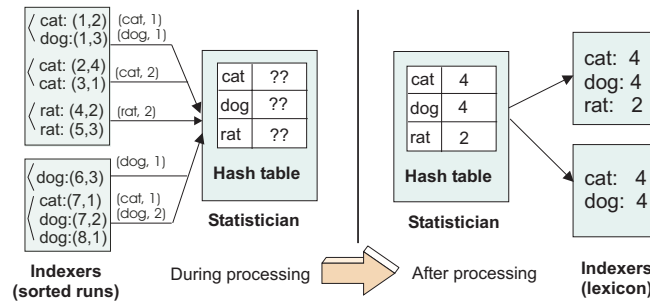 cat: (1,2)
dog:(1,3)
cat: (2,4)
cat: (3,1)
rat: (4,2)
rat: (5,3)
dog:(6,3)
cat:(7,1)
dog:(7,2)
dog:(8,1)
Indexers
(sorted runs)
(cat, 1)
(dog, 1)
(cat, 2)
(rat, 2)
(dog, 1)
(cat, 1)
(dog, 2)
cat ??
dog ??
rat ??
Hash table
Statistician
During processing
After processing
cat 4
dog 4
rat 2
Hash table
Statistician
cat: 4
dog: 4
rat: 2
cat: 4
dog: 4
Indexers
(lexicon)